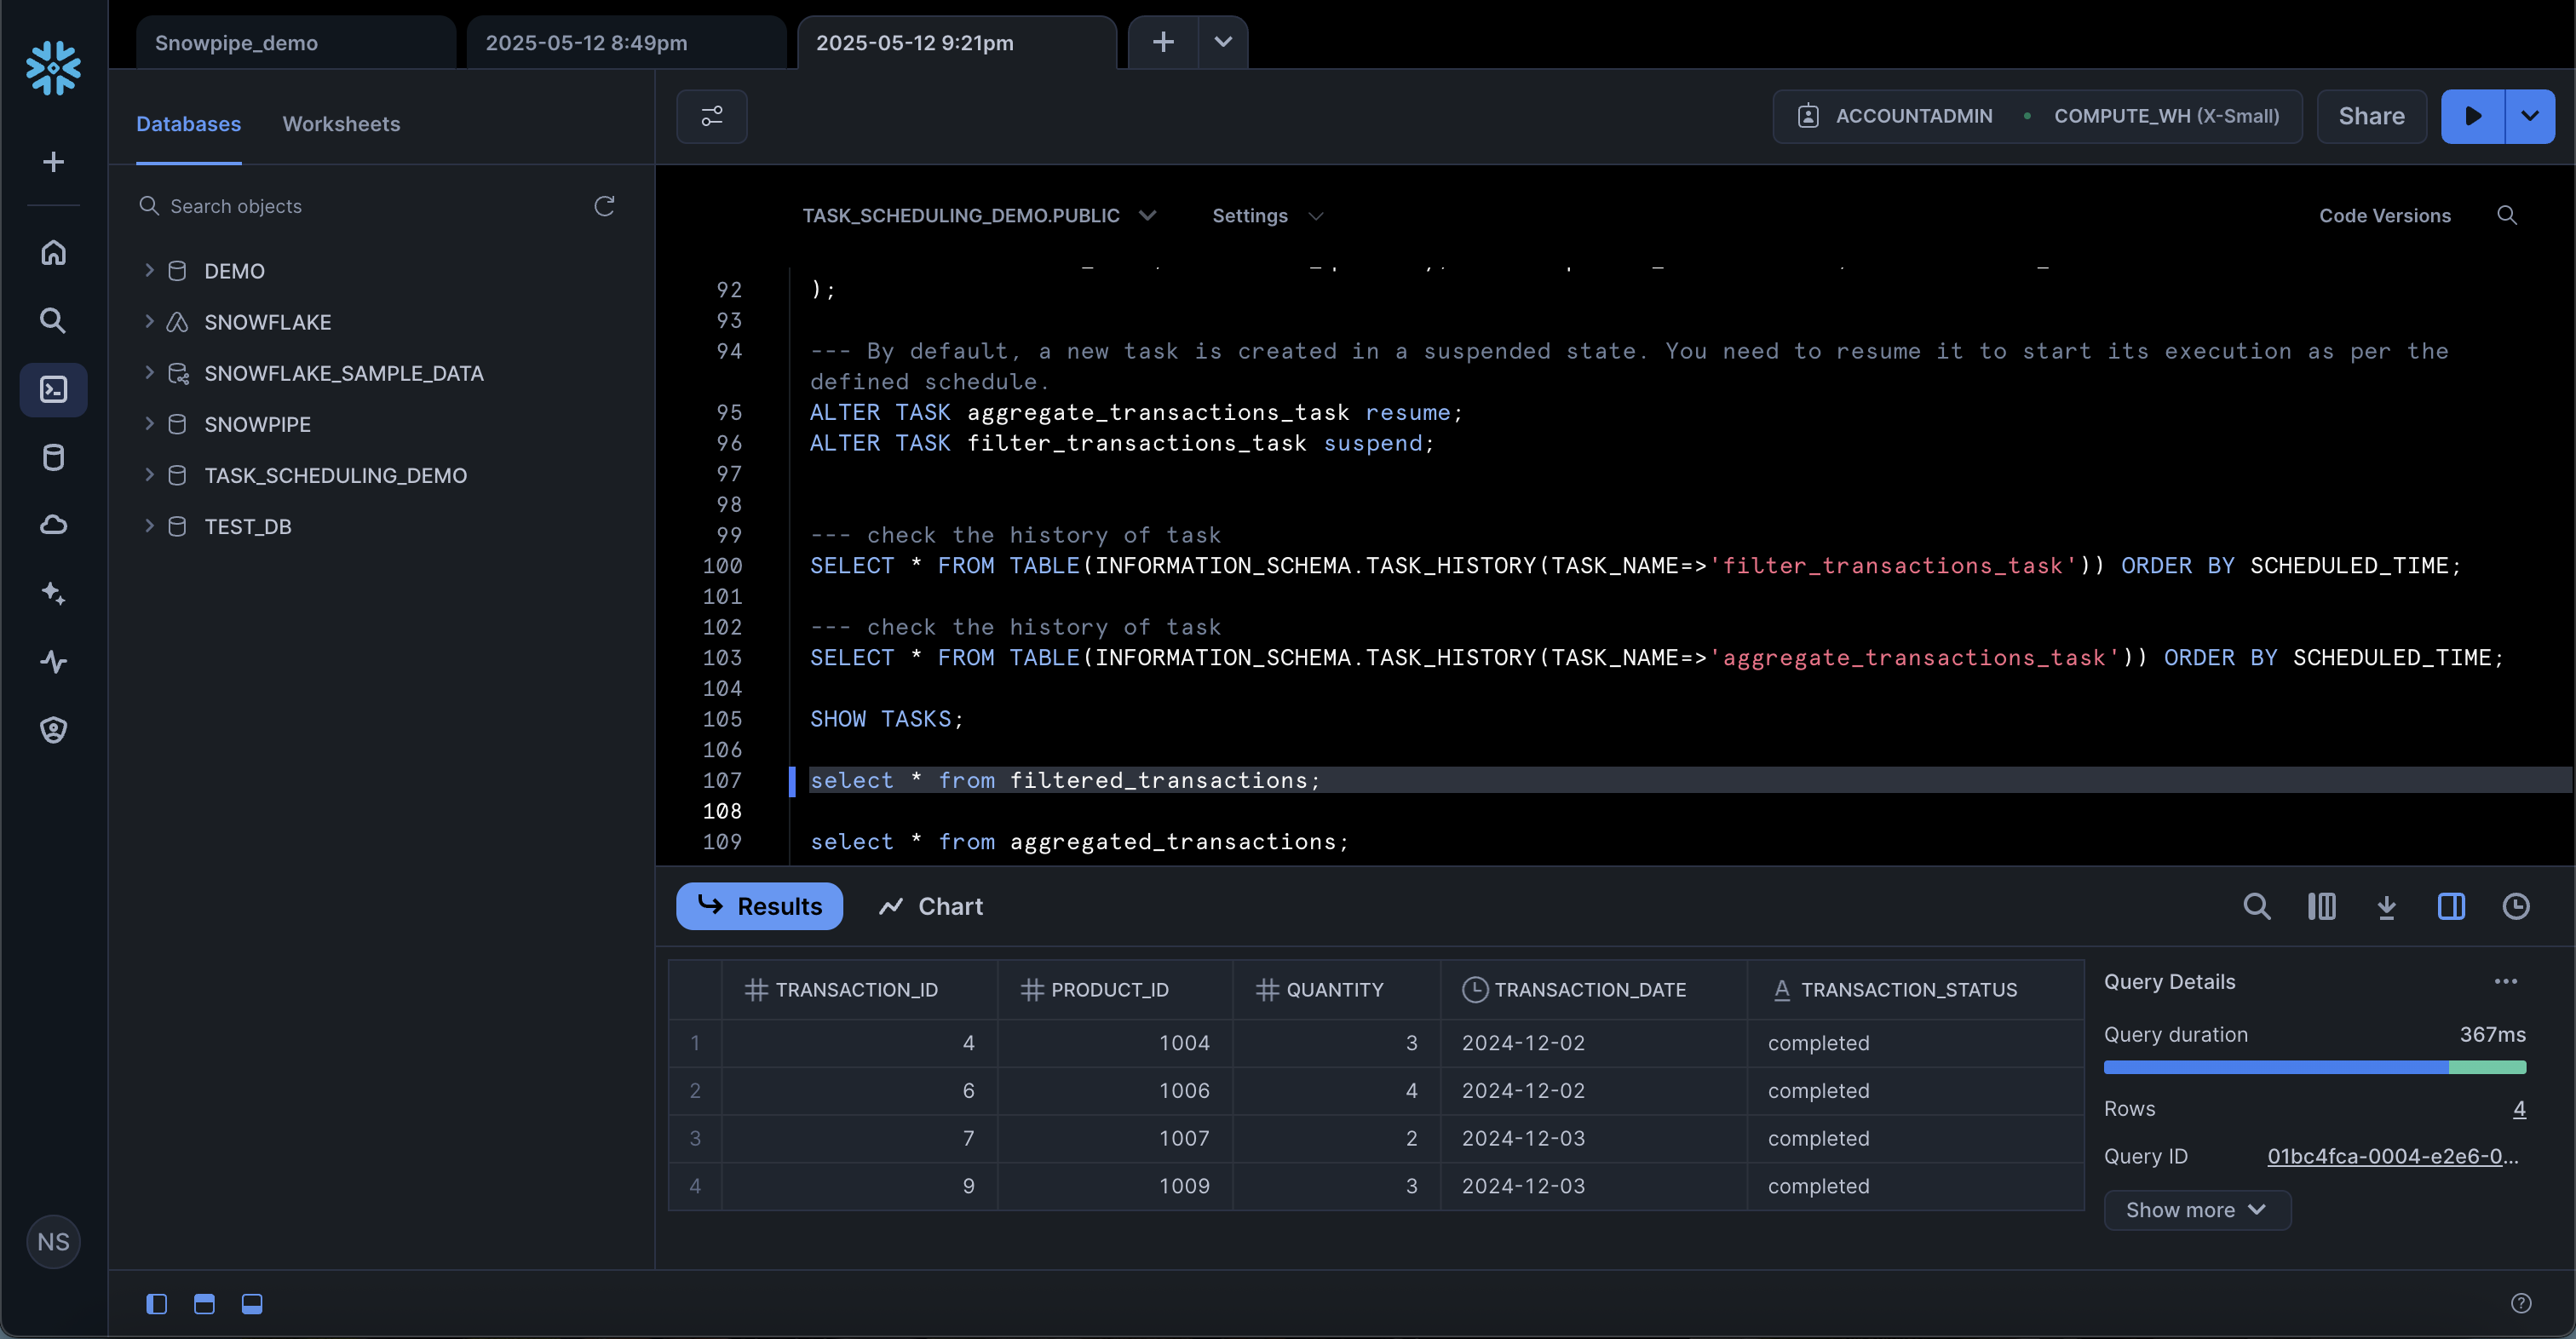 Snowpipe_demo
2025-05-12 8:49pm
2025-05-12 9:21pm
Databases
Worksheets
ACCOUNTADMIN
COMPUTE_WH (X-Small)
Share
Search objects
DEMO
SNOWFLAKE
SNOWFLAKE_SAMPLE_DATA
SNOWPIPE
TASK_SCHEDULING_DEMO
TEST_DB
NS
TASK_SCHEDULING_DEMO.PUBLIC
Settings
Code Versions
92 );
93
94 --- By default, a new task is created in a suspended state. You need to resume it to start its execution as per the
defined schedule.
95 ALTER TASK aggregate_transactions_task resume;
96 ALTER TASK filter_transactions_task suspend;
97
98
99 --- check the history of task
100 SELECT * FROM TABLE(INFORMATION_SCHEMA.TASK_HISTORY(TASK_NAME=>'filter_transactions_task')) ORDER BY SCHEDULED_TIME;
101
102 --- check the history of task
103 SELECT * FROM TABLE(INFORMATION_SCHEMA.TASK_HISTORY(TASK_NAME=>'aggregate_transactions_task')) ORDER BY SCHEDULED_TIME;
104
105 SHOW TASKS;
106
107 select * from filtered_transactions;
108
109 select * from aggregated_transactions;
Results
Chart
TRANSACTION_ID PRODUCT_ID QUANTITY TRANSACTION_DATE TRANSACTION_STATUS
1 4 1004 3 2024-12-02 completed
2 6 1006 4 2024-12-02 completed
3 7 1007 2 2024-12-03 completed
4 9 1009 3 2024-12-03 completed
Query Details
Query duration 367ms
Rows 4
Query ID 01bc4fca-0004-e2e6-0...
Show more